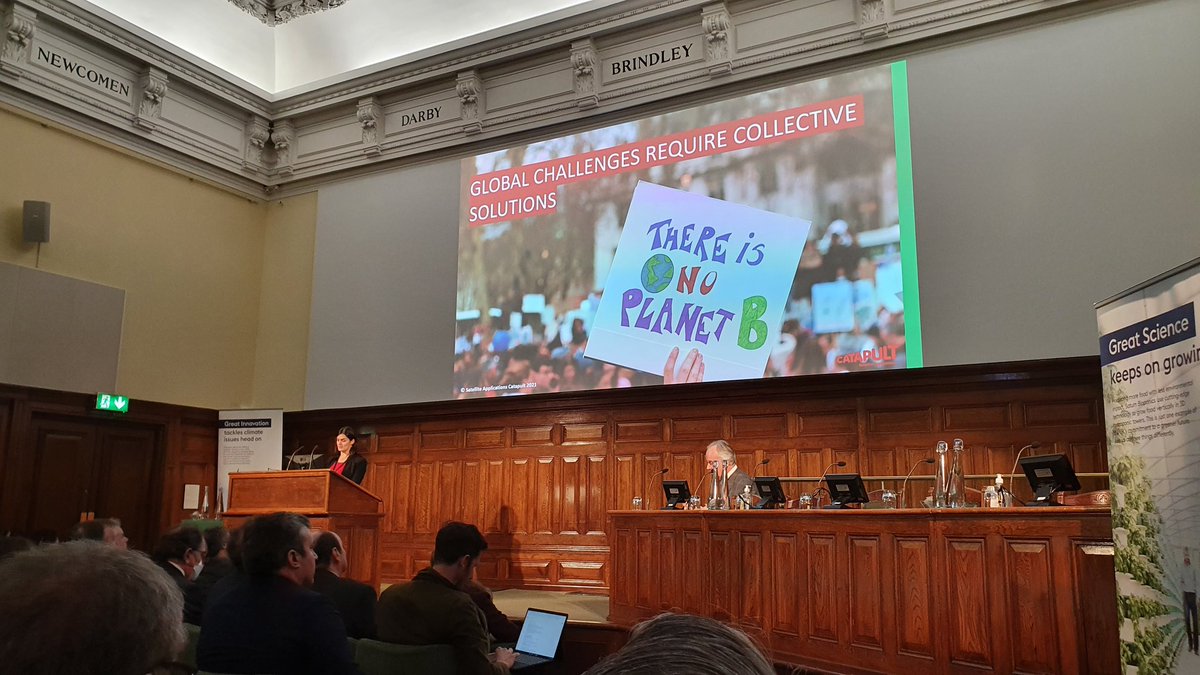 NEWCOMEN
DARBY
BRINDLEY
GLOBAL CHALLENGES REQUIRE COLLECTIVE
SOLUTIONS
THERE is
NO
PLANET B
CATAPULT
© Satellite Applications Catapult 2021
Great Innovation
tackles climate
issues head on
Great Science
keeps on growing